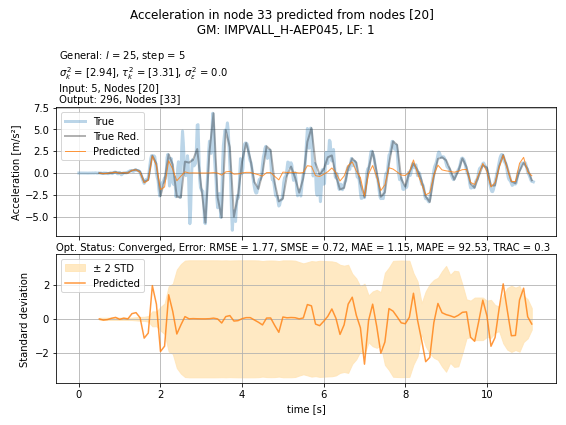 Acceleration in node 33 predicted from nodes [20]
GM: IMPVALL_H-AEP045, LF: 1
General: l = 25, step = 5
σ²ₖ = [2.94], τ²ₖ = [3.31], σ²ε = 0.0
Input: 5, Nodes [20]
Output: 296, Nodes [33]
7.5
5.0
2.5
0.0
−2.5
−5.0
Acceleration [m/s²]
True
True Red.
Predicted
Opt. Status: Converged, Error: RMSE = 1.77, SMSE = 0.72, MAE = 1.15, MAPE = 92.53, TRAC = 0.3
2
0
−2
Standard deviation
± 2 STD
Predicted
0 2 4 6 8 10
time [s]